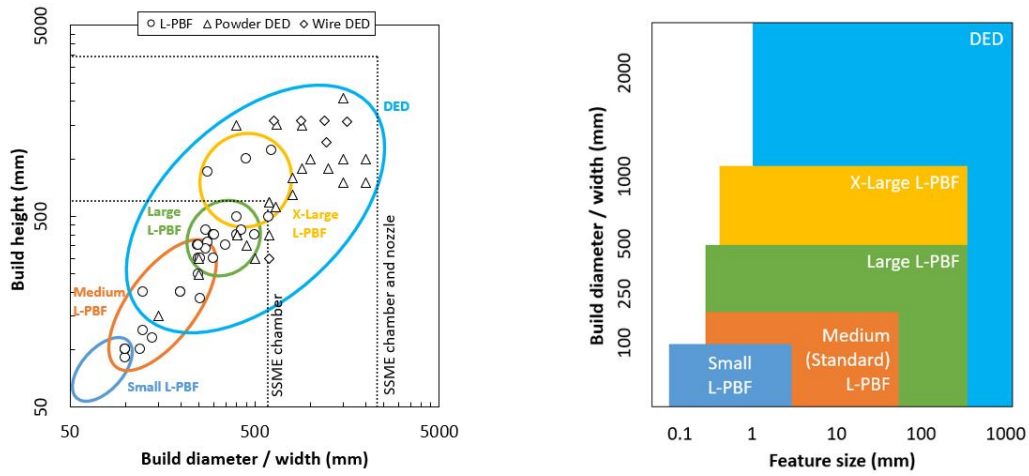 5000
500
50
Build height (mm)
L-PBF
Powder DED
Wire DED
DED
Large
L-PBF
X-Large
L-PBF
Medium
L-PBF
Small L-PBF
SSME chamber
SSME chamber and nozzle
50
500
5000
Build diameter / width (mm)
Build diameter / width (mm)
2000
1000
500
250
100
DED
X-Large L-PBF
Large L-PBF
Medium
(Standard)
L-PBF
Small
L-PBF
0.1
1
10
100
1000
Feature size (mm)